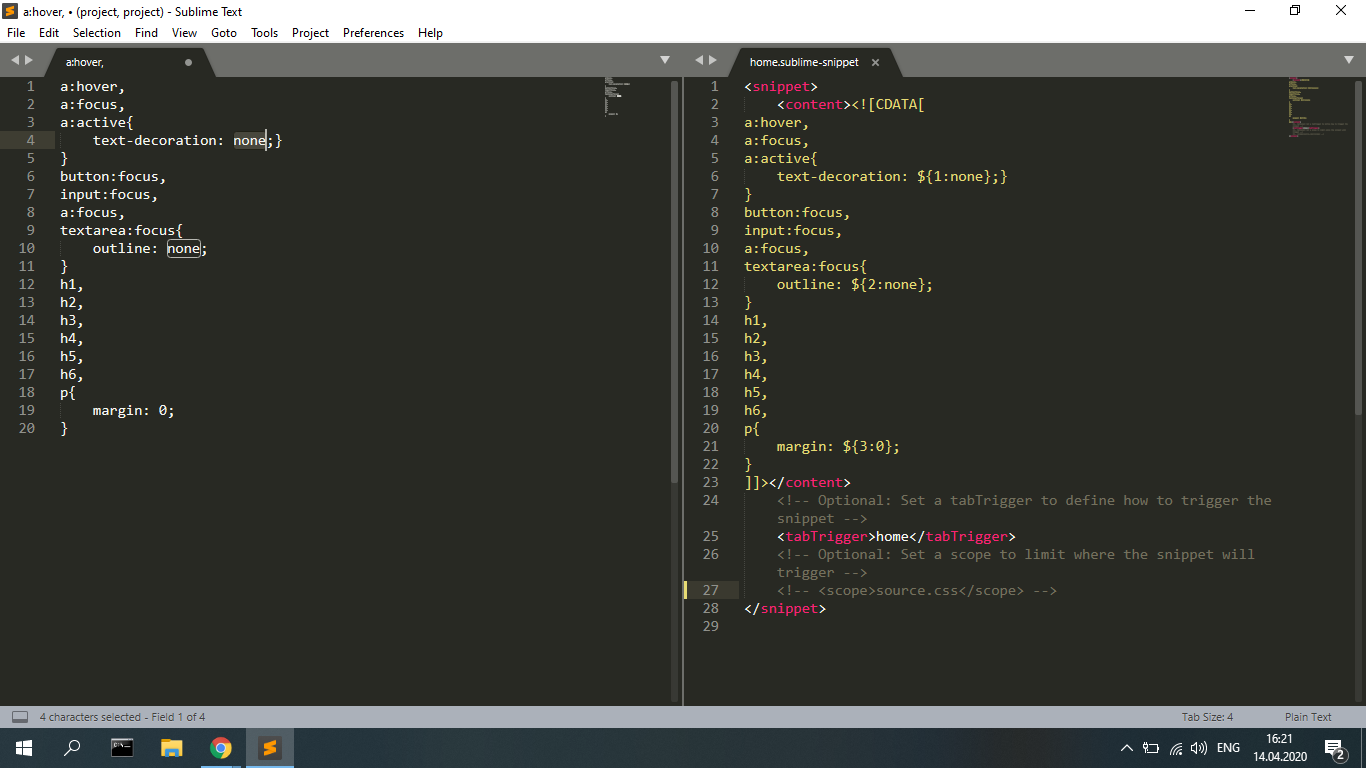 a:hover, • (project, project) - Sublime Text
File Edit Selection Find View Goto Tools Project Preferences Help
a:hover,
1 a:hover,
2 a:focus,
3 a:active{
4 text-decoration: none;}
5 }
6 button:focus,
7 input:focus,
8 a:focus,
9 textarea:focus{
10 outline: none;
11 }
12 h1,
13 h2,
14 h3,
15 h4,
16 h5,
17 h6,
18 p{
19 margin: 0;
20 }
home.sublime-snippet ×
1 <snippet>
2 <content><![CDATA[
3 a:hover,
4 a:focus,
5 a:active{
6 text-decoration: ${1:none};}
7 }
8 button:focus,
9 input:focus,
10 a:focus,
11 textarea:focus{
12 outline: ${2:none};
13 }
14 h1,
15 h2,
16 h3,
17 h4,
18 h5,
19 h6,
20 p{
21 margin: ${3:0};
22 }
23 ]]></content>
24 <!-- Optional: Set a tabTrigger to define how to trigger the
snippet -->
25 <tabTrigger>home</tabTrigger>
26 <!-- Optional: Set a scope to limit where the snippet will
trigger -->
27 <!-- <scope>source.css</scope> -->
28 </snippet>
29
4 characters selected - Field 1 of 4
Tab Size: 4 Plain Text
ENG
16:21
14.04.2020
2